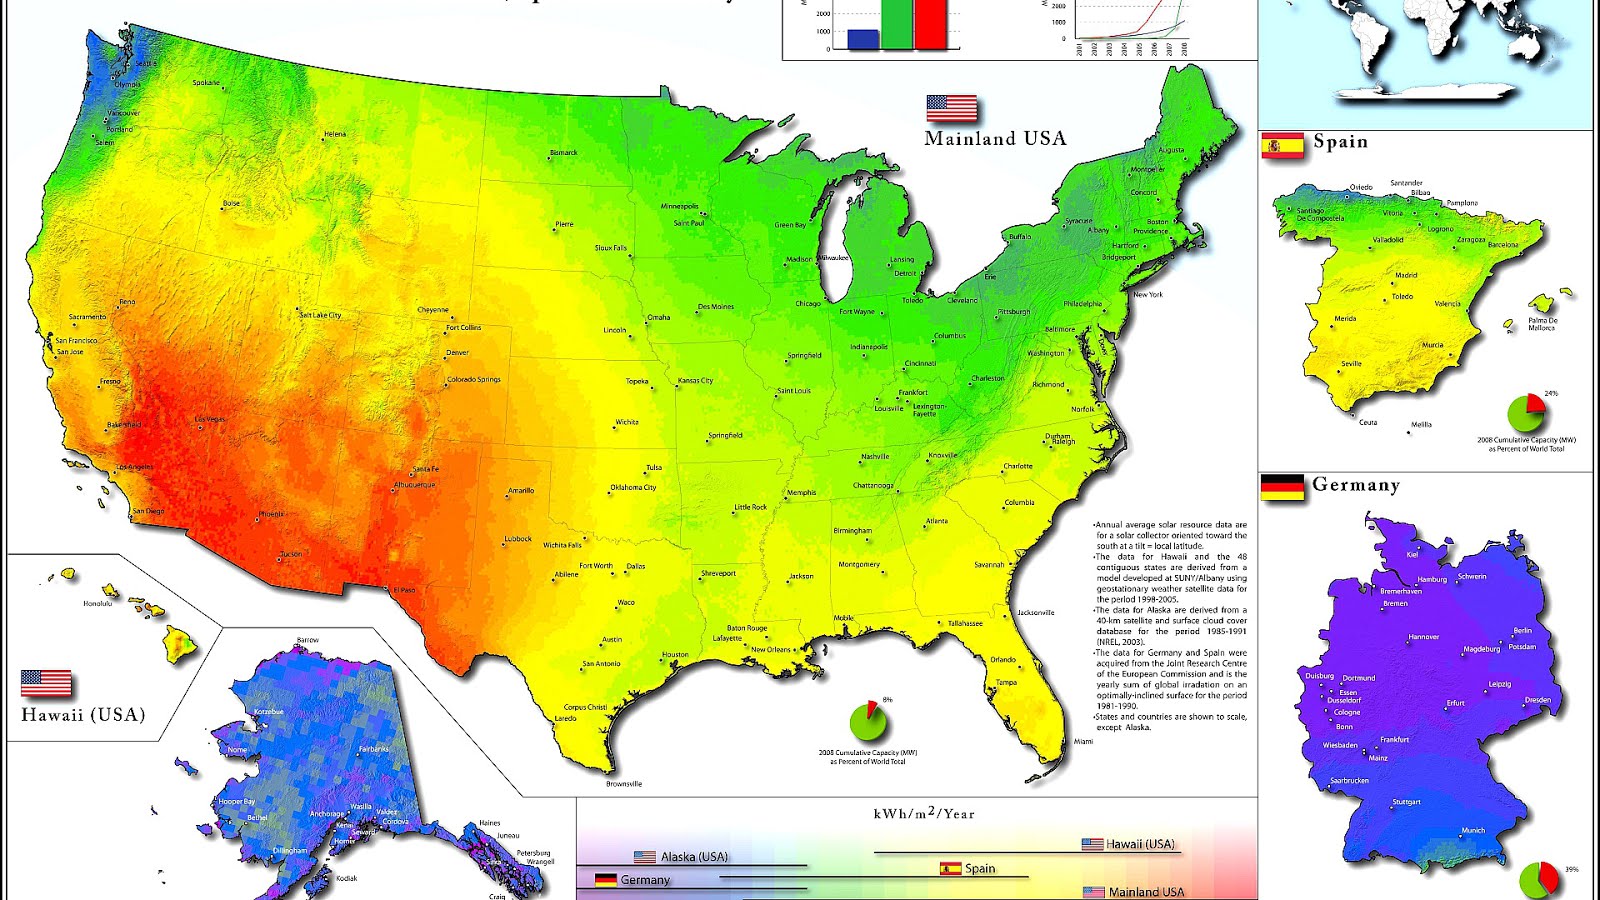 2000
1000
0
2000
1000
0
2001
2002
2003
2004
2005
2006
2007
2008
Mainland USA
Seattle
Olympia
Spokane
Vancouver
Portland
Salem
Helena
Bismarck
Boise
Pierre
Minneapolis
Saint Paul
Sioux Falls
Green Bay
Madison
Milwaukee
Lansing
Detroit
Augusta
Montpelier
Concord
Syracuse
Albany
Boston
Providence
Hartford
Bridgeport
Buffalo
Erie
New York
Reno
Sacramento
San Francisco
San Jose
Fresno
Salt Lake City
Cheyenne
Fort Collins
Denver
Colorado Springs
Omaha
Lincoln
Des Moines
Chicago
Fort Wayne
Toledo
Cleveland
Pittsburgh
Philadelphia
Baltimore
Dover
Washington
Columbus
Indianapolis
Cincinnati
Springfield
Topeka
Kansas City
Saint Louis
Frankfort
Louisville
Lexington-
Fayette
Charleston
Richmond
Norfolk
Las Vegas
Bakersfield
Los Angeles
San Diego
Phoenix
Tucson
Santa Fe
Albuquerque
El Paso
Amarillo
Lubbock
Wichita
Springfield
Tulsa
Oklahoma City
Wichita Falls
Nashville
Knoxville
Chattanooga
Memphis
Little Rock
Durham
Raleigh
Charlotte
Columbia
Atlanta
Birmingham
Montgomery
Savannah
Abilene
Fort Worth
Dallas
Waco
Shreveport
Jackson
Austin
San Antonio
Houston
Baton Rouge
Lafayette
New Orleans
Mobile
Tallahassee
Jacksonville
Orlando
Tampa
Miami
Corpus Christi
Laredo
Brownsville
•Annual average solar resource data are
for a solar collector oriented toward the
south at a tilt = local latitude.
•The data for Hawaii and the 48
contiguous states are derived from a
model developed at SUNY/Albany using
geostationary weather satellite data for
the period 1998-2005.
•The data for Alaska are derived from a
40-km satellite and surface cloud cover
database for the period 1985-1991
(NREL, 2003).
•The data for Germany and Spain were
acquired from the Joint Research Centre
of the European Commission and is the
yearly sum of global irradation on an
optimally-inclined surface for the period
1981-1990.
•States and countries are shown to scale,
except Alaska.
8%
2008 Cumulative Capacity (MW)
as Percent of World Total
Honolulu
Hawaii (USA)
Barrow
Kotzebue
Nome
Fairbanks
Hooper Bay
Bethel
Dillingham
Anchorage
Wasilla
Valdez
Kenai
Cordova
Seward
Homer
Kodiak
Haines
Juneau
Petersburg
Wrangell
Craig
kWh/m²/Year
Alaska (USA)
Germany
Hawaii (USA)
Spain
Mainland USA
Spain
Santander
Oviedo
Bilbao
Santiago
De Compostela
Vitoria
Pamplona
Logrono
Valladolid
Zaragoza
Barcelona
Madrid
Toledo
Valencia
Merida
Palma De
Mallorca
Murcia
Seville
Ceuta
Melilla
24%
2008 Cumulative Capacity (MW)
as Percent of World Total
Germany
Kiel
Hamburg
Schwerin
Bremerhaven
Bremen
Hannover
Berlin
Potsdam
Magdeburg
Duisburg
Dortmund
Essen
Dusseldorf
Cologne
Bonn
Leipzig
Dresden
Erfurt
Wiesbaden
Frankfurt
Mainz
Saarbrucken
Stuttgart
Munich
39%